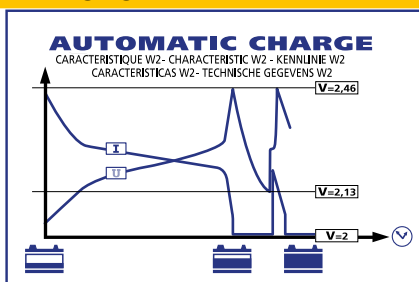 AUTOMATIC CHARGE
CARACTERISTIQUE W2- CHARACTERISTIC W2 - KENNLINIE W2
CARACTERISTICAS W2- TECHNISCHE GEGEVENS W2
V=2,46
I
U
V=2,13
V=2